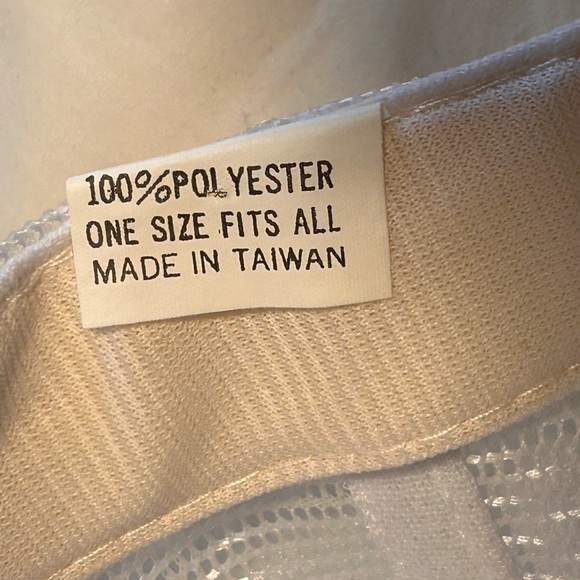 100%POLYESTER
ONE SIZE FITS ALL
MADE IN TAIWAN